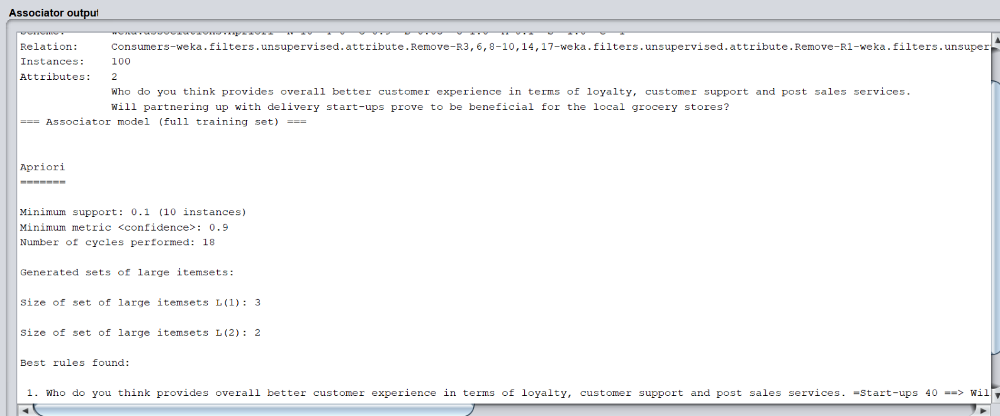 Associator output
Relation: Consumers-weka.filters.unsupervised.attribute.Remove-R3,6,8-10,14,17-weka.filters.unsupervised.attribute.Remove-R1-weka.filters.unsuper
Instances: 100
Attributes: 2
Who do you think provides overall better customer experience in terms of loyalty, customer support and post sales services.
Will partnering up with delivery start-ups prove to be beneficial for the local grocery stores?
=== Associator model (full training set) ===
Apriori
=======
Minimum support: 0.1 (10 instances)
Minimum metric <confidence>: 0.9
Number of cycles performed: 18
Generated sets of large itemsets:
Size of set of large itemsets L(1): 3
Size of set of large itemsets L(2): 2
Best rules found:
1. Who do you think provides overall better customer experience in terms of loyalty, customer support and post sales services. =Start-ups 40 ==> Wil